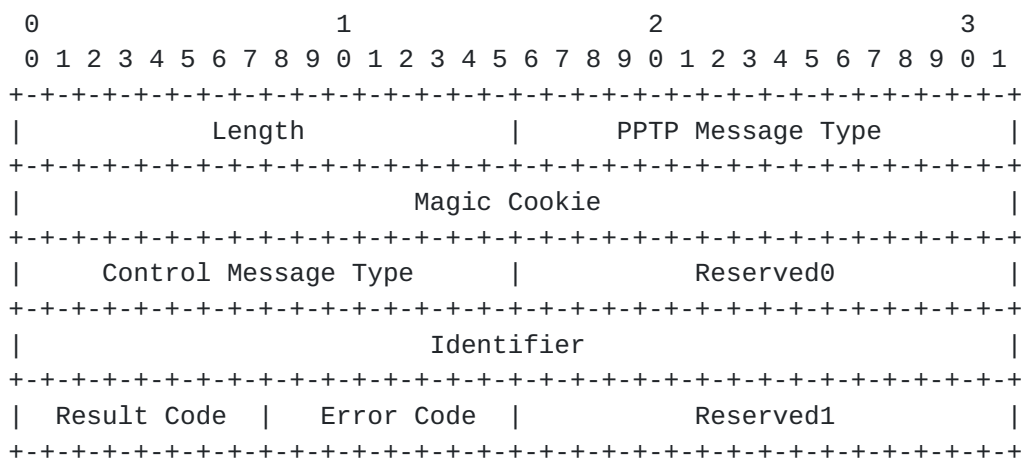 0                   1                   2                   3
0 1 2 3 4 5 6 7 8 9 0 1 2 3 4 5 6 7 8 9 0 1 2 3 4 5 6 7 8 9 0 1
+-+-+-+-+-+-+-+-+-+-+-+-+-+-+-+-+-+-+-+-+-+-+-+-+-+-+-+-+-+-+-+-+
|            Length             |       PPTP Message Type       |
+-+-+-+-+-+-+-+-+-+-+-+-+-+-+-+-+-+-+-+-+-+-+-+-+-+-+-+-+-+-+-+-+
|                         Magic Cookie                          |
+-+-+-+-+-+-+-+-+-+-+-+-+-+-+-+-+-+-+-+-+-+-+-+-+-+-+-+-+-+-+-+-+
|     Control Message Type      |           Reserved0           |
+-+-+-+-+-+-+-+-+-+-+-+-+-+-+-+-+-+-+-+-+-+-+-+-+-+-+-+-+-+-+-+-+
|                          Identifier                           |
+-+-+-+-+-+-+-+-+-+-+-+-+-+-+-+-+-+-+-+-+-+-+-+-+-+-+-+-+-+-+-+-+
|  Result Code  |   Error Code  |           Reserved1           |
+-+-+-+-+-+-+-+-+-+-+-+-+-+-+-+-+-+-+-+-+-+-+-+-+-+-+-+-+-+-+-+-+